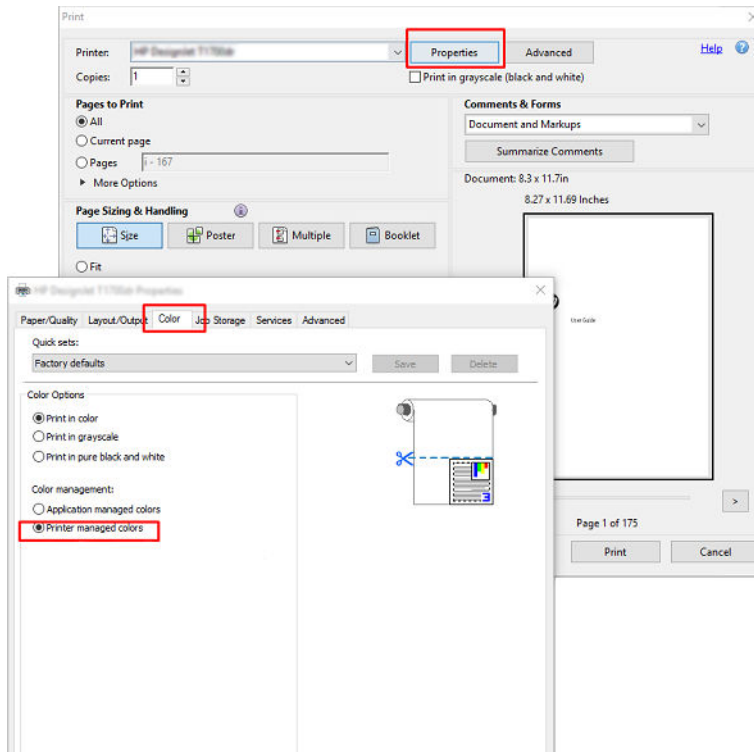 Print
Printer:
Properties
Advanced
Help
?
Copies:
1
Print in grayscale (black and white)
Pages to Print
All
Current page
Pages
i - 167
More Options
Comments & Forms
Document and Markups
Summarize Comments
Page Sizing & Handling
Size
Poster
Multiple
Booklet
Fit
Document: 8.3 x 11.7in
8.27 x 11.69 Inches
User Guide
>
Page 1 of 175
Print
Cancel
Paper/Quality
Layout/Output
Color
Job Storage
Services
Advanced
Quick sets:
Factory defaults
Save
Delete
Color Options
Print in color
Print in grayscale
Print in pure black and white
Color management:
Application managed colors
Printer managed colors
3